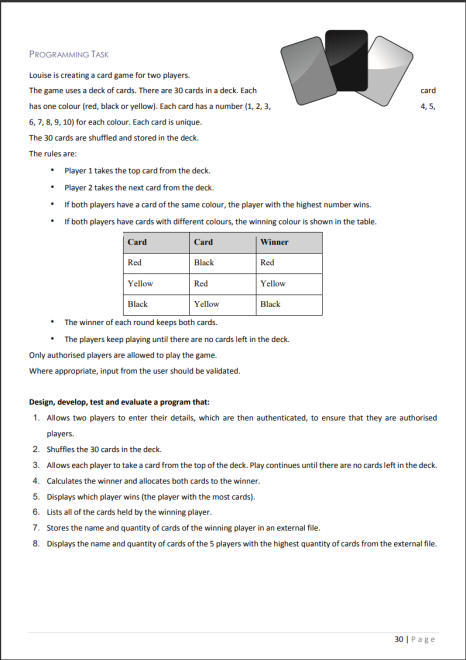 PROGRAMMING TASK
Louise is creating a card game for two players.
The game uses a deck of cards. There are 30 cards in a deck. Each card
has one colour (red, black or yellow). Each card has a number (1, 2, 3, 4, 5,
6, 7, 8, 9, 10) for each colour. Each card is unique.
The 30 cards are shuffled and stored in the deck.
The rules are:
• Player 1 takes the top card from the deck.
• Player 2 takes the next card from the deck.
• If both players have a card of the same colour, the player with the highest number wins.
• If both players have cards with different colours, the winning colour is shown in the table.
Card Card Winner
Red Black Red
Yellow Red Yellow
Black Yellow Black
• The winner of each round keeps both cards.
• The players keep playing until there are no cards left in the deck.
Only authorised players are allowed to play the game.
Where appropriate, input from the user should be validated.
Design, develop, test and evaluate a program that:
1. Allows two players to enter their details, which are then authenticated, to ensure that they are authorised
players.
2. Shuffles the 30 cards in the deck.
3. Allows each player to take a card from the top of the deck. Play continues until there are no cards left in the deck.
4. Calculates the winner and allocates both cards to the winner.
5. Displays which player wins (the player with the most cards).
6. Lists all of the cards held by the winning player.
7. Stores the name and quantity of cards of the winning player in an external file.
8. Displays the name and quantity of cards of the 5 players with the highest quantity of cards from the external file.
30 | Page